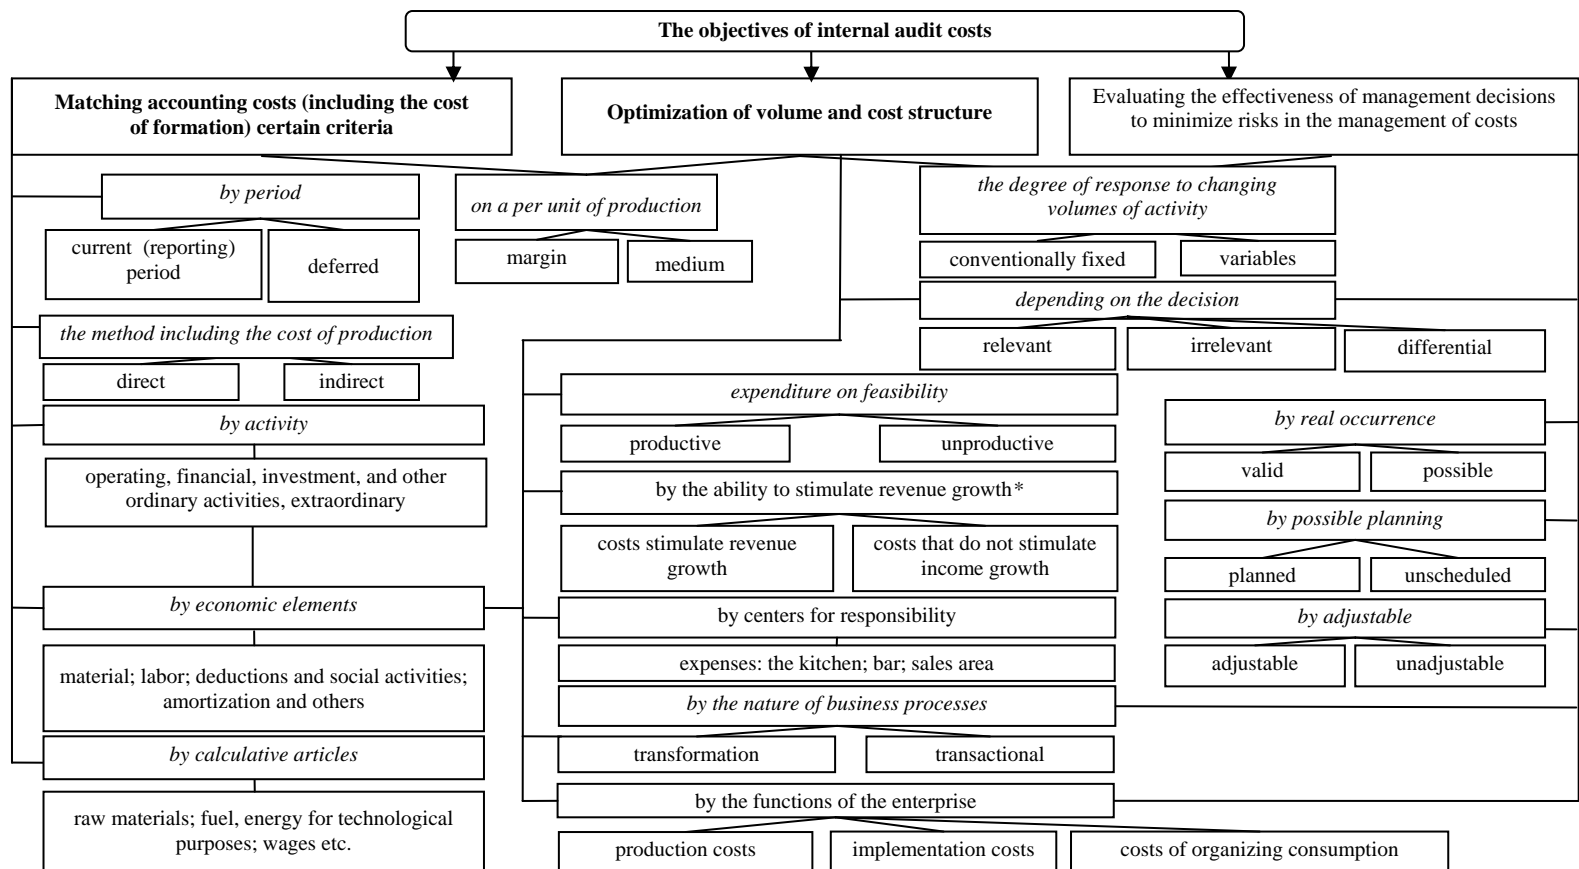 The objectives of internal audit costs
Matching accounting costs (including the cost
of formation) certain criteria
Optimization of volume and cost structure
Evaluating the effectiveness of management decisions
to minimize risks in the management of costs
by period
current (reporting)
period
deferred
on a per unit of production
margin
medium
the degree of response to changing
volumes of activity
conventionally fixed
variables
depending on the decision
relevant
irrelevant
differential
the method including the cost of production
direct
indirect
by activity
operating, financial, investment, and other
ordinary activities, extraordinary
by economic elements
material; labor; deductions and social activities;
amortization and others
by calculative articles
raw materials; fuel, energy for technological
purposes; wages etc.
expenditure on feasibility
productive
unproductive
by the ability to stimulate revenue growth*
costs stimulate revenue
growth
costs that do not stimulate
income growth
by centers for responsibility
expenses: the kitchen; bar; sales area
by the nature of business processes
transformation
transactional
by the functions of the enterprise
production costs
implementation costs
costs of organizing consumption
by real occurrence
valid
possible
by possible planning
planned
unscheduled
by adjustable
adjustable
unadjustable